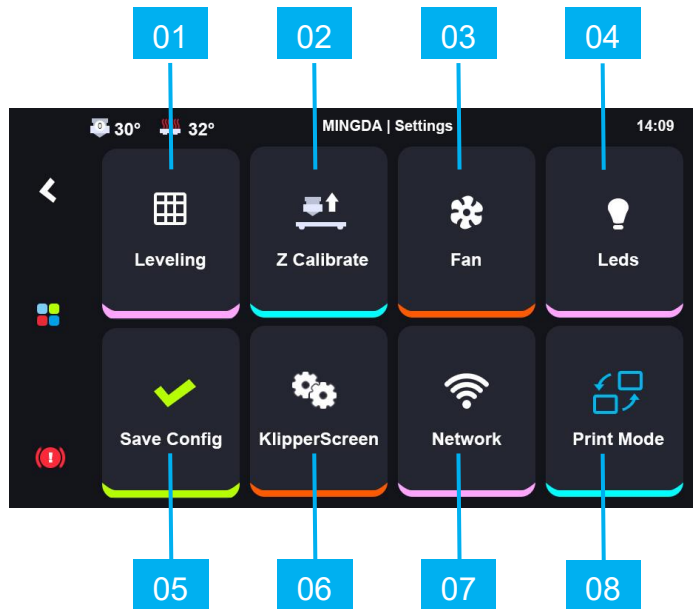 01 02 03 04
0 30° 32° MINGDA | Settings 14:09
Leveling Z Calibrate Fan Leds
Save Config KlipperScreen Network Print Mode
05 06 07 08